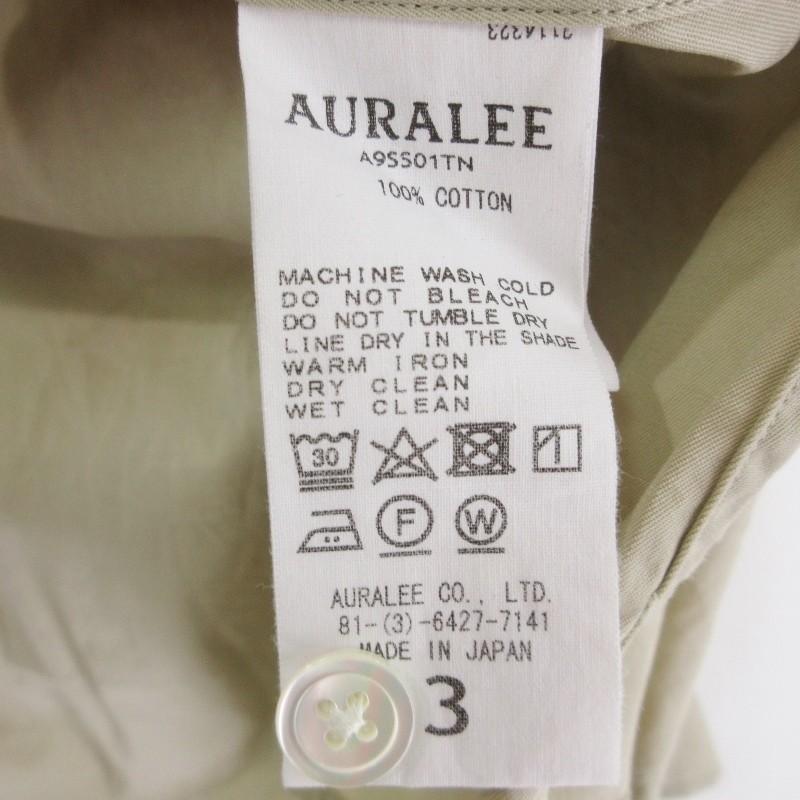 AURALEE
A9SS01TN
100% COTTON
MACHINE WASH COLD
DO NOT BLEACH
DO NOT TUMBLE DRY
LINE DRY IN THE SHADE
WARM IRON
DRY CLEAN
WET CLEAN
30
F W
AURALEE CO., LTD.
81-(3)-6427-7141
MADE IN JAPAN
3